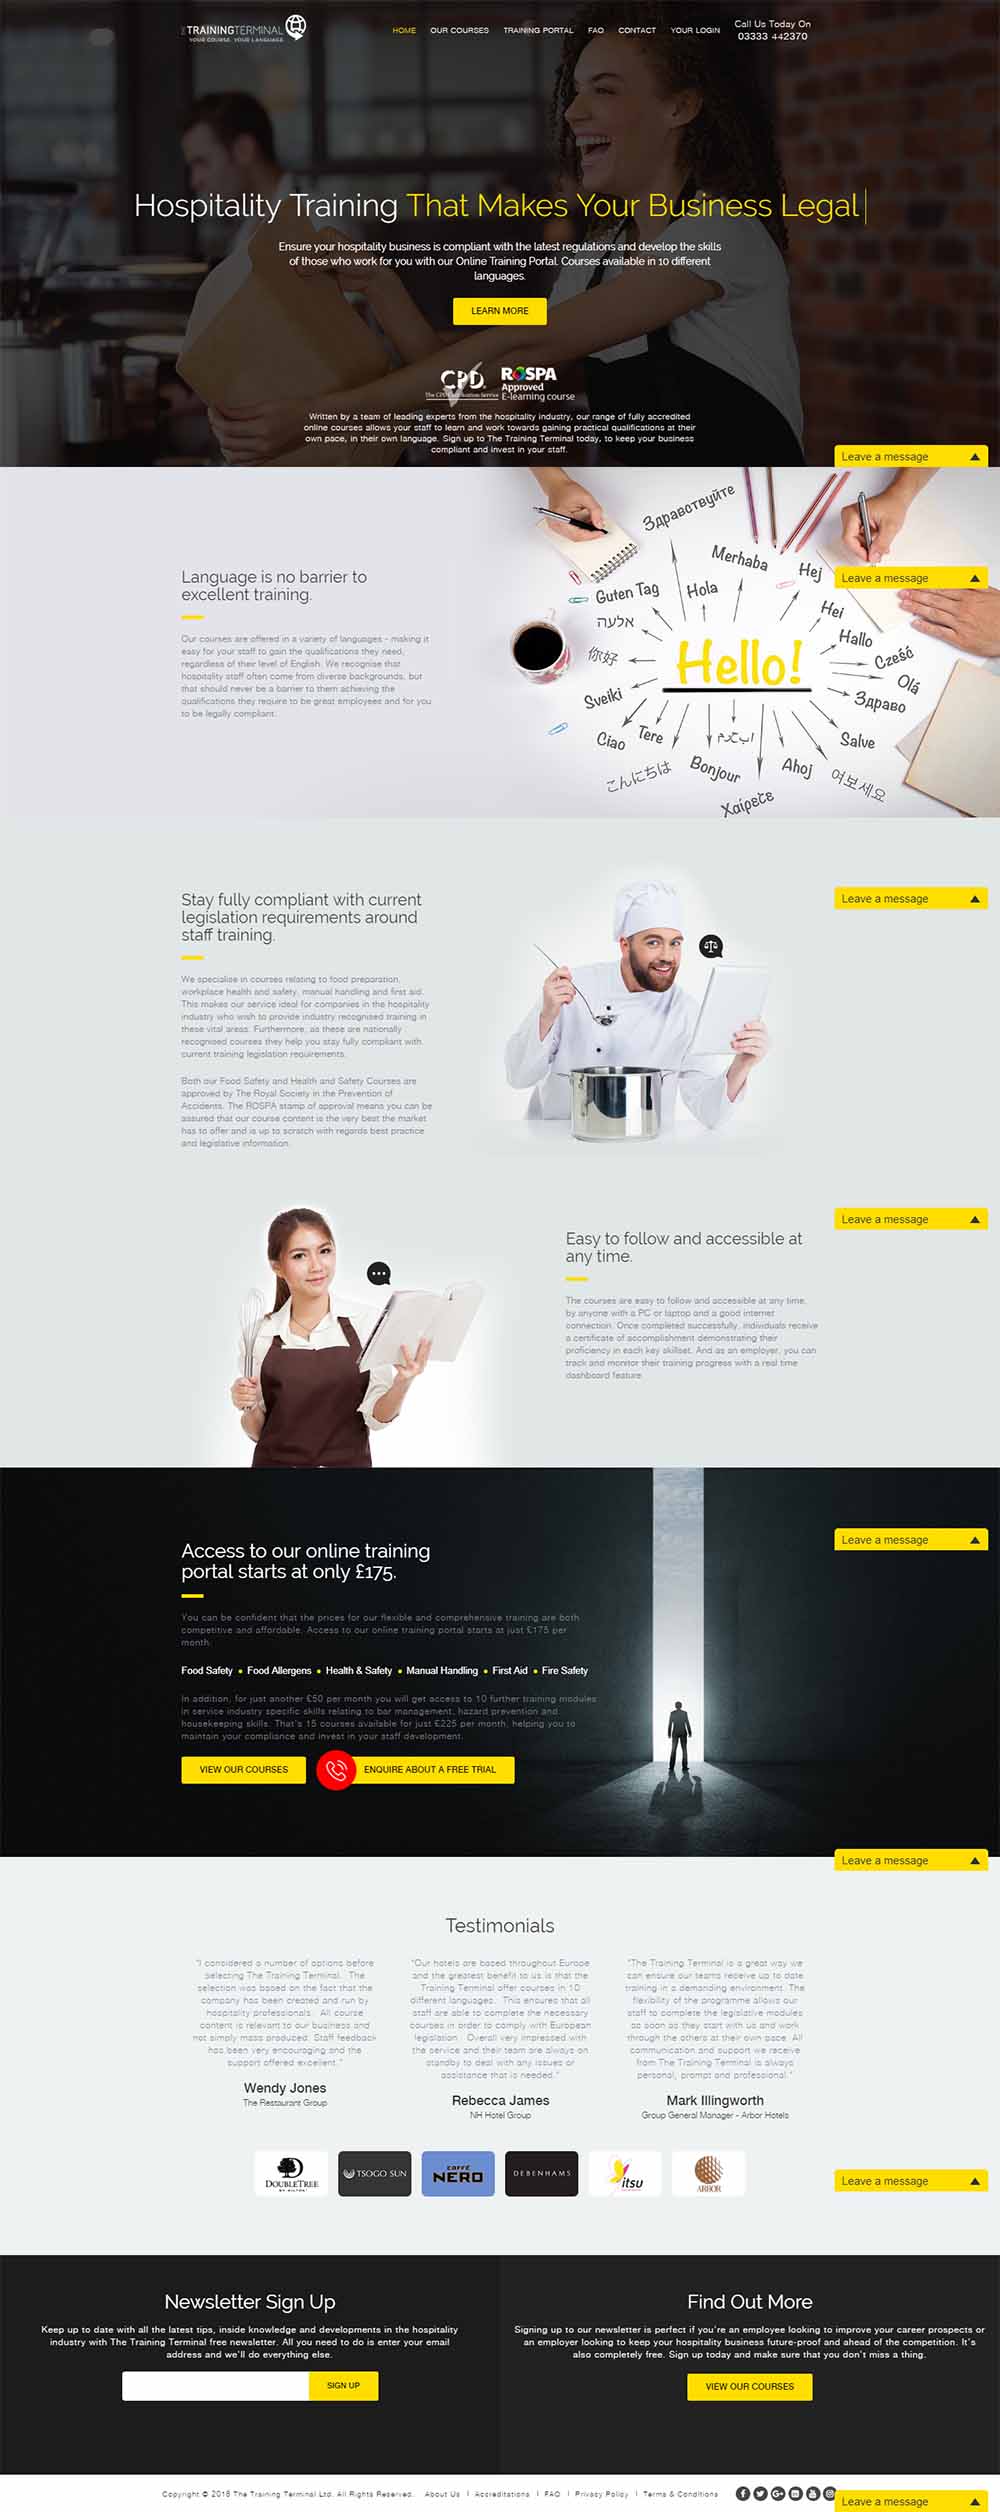 THE TRAININGTERMINAL
YOUR COURSE. YOUR LANGUAGE.
HOME OUR COURSES TRAINING PORTAL FAQ CONTACT YOUR LOGIN
Call Us Today On
03333 442370
Hospitality Training That Makes Your Business Legal
Ensure your hospitality business is compliant with the latest regulations and develop the skills
of those who work for you with our Online Training Portal. Courses available in 10 different
languages.
LEARN MORE
CPD
The CPD Certification Service
ROSPA
Approved
E-learning course
Written by a team of leading experts from the hospitality industry, our range of fully accredited
online courses allows your staff to learn and work towards gaining practical qualifications at their
own pace, in their own language. Sign up to The Training Terminal today, to keep your business
compliant and invest in your staff.
Leave a message
Language is no barrier to
excellent training.
Our courses are offered in a variety of languages - making it
easy for your staff to gain the qualifications they need,
regardless of their level of English. We recognise that
hospitality staff often come from diverse backgrounds, but
that should never be a barrier to them achieving the
qualifications they require to be great employees and for you
to be legally compliant.
Здравствуйте
Merhaba
Hej
Leave a message
Guten Tag
Hola
Hei
אלעה
Hallo
你好
Hello!
Cześć
Olá
Sveiki
Здраво
Ciao
Tere
Salve
こんにちは
Bonjour
Ahoj
여보세요
Χαίρετε
Stay fully compliant with current
legislation requirements around
staff training.
Leave a message
We specialise in courses relating to food preparation,
workplace health and safety, manual handling and first aid.
This makes our service ideal for companies in the hospitality
industry who wish to provide industry recognised training in
these vital areas. Furthermore, as these are nationally
recognised courses they help you stay fully compliant with
current training legislation requirements.
Both our Food Safety and Health and Safety Courses are
approved by The Royal Society in the Prevention of
Accidents. The ROSPA stamp of approval means you can be
assured that our course content is the very best the market
has to offer and is up to scratch with regards best practice
and legislative information.
Leave a message
Easy to follow and accessible at
any time.
The courses are easy to follow and accessible at any time,
by anyone with a PC or laptop and a good internet
connection. Once completed successfully, individuals receive
a certificate of accomplishment demonstrating their
proficiency in each key skillset. And as an employer, you can
track and monitor their training progress with a real time
dashboard feature.
Leave a message
Access to our online training
portal starts at only £175.
You can be confident that the prices for our flexible and comprehensive training are both
competitive and affordable. Access to our online training portal starts at just £175 per
month.
Food Safety • Food Allergens • Health & Safety • Manual Handling • First Aid • Fire Safety
In addition, for just another £50 per month you will get access to 10 further training modules
in service industry specific skills relating to bar management, hazard prevention and
housekeeping skills. That's 15 courses available for just £225 per month, helping you to
maintain your compliance and invest in your staff development.
VIEW OUR COURSES
ENQUIRE ABOUT A FREE TRIAL
Leave a message
Testimonials
"I considered a number of options before
selecting The Training Terminal. The
selection was based on the fact that the
company has been created and run by
hospitality professionals. All course
content is relevant to our business and
not simply mass produced. Staff feedback
has been very encouraging and the
support offered excellent."
Wendy Jones
The Restaurant Group
"Our hotels are based throughout Europe
and the greatest benefit to us is that the
Training Terminal offer courses in 10
different languages. This ensures that all
staff are able to complete the necessary
courses in order to comply with European
legislation. Overall very impressed with
the service and their team are always on
standby to deal with any issues or
assistance that is needed."
Rebecca James
NH Hotel Group
"The Training Terminal is a great way we
can ensure our teams receive up to date
training in a demanding environment. The
flexibility of the programme allows our
staff to complete the legislative modules
as soon as they start with us and work
through the others at their own pace. All
communication and support we receive
from The Training Terminal is always
personal, prompt and professional."
Mark Illingworth
Group General Manager - Arbor Hotels
DOUBLETREE
BY HILTON
TSOGO SUN
CAFFÈ
NERO
DEBENHAMS
itsu
ARBOR
Leave a message
Newsletter Sign Up
Keep up to date with all the latest tips, inside knowledge and developments in the hospitality
industry with The Training Terminal free newsletter. All you need to do is enter your email
address and we'll do everything else.
SIGN UP
Find Out More
Signing up to our newsletter is perfect if you're an employee looking to improve your career prospects or
an employer looking to keep your hospitality business future-proof and ahead of the competition. It's
also completely free. Sign up today and make sure that you don't miss a thing.
VIEW OUR COURSES
Copyright © 2018 The Training Terminal Ltd. All Rights Reserved. About Us | Accreditations | FAQ | Privacy Policy | Terms & Conditions
Leave a message